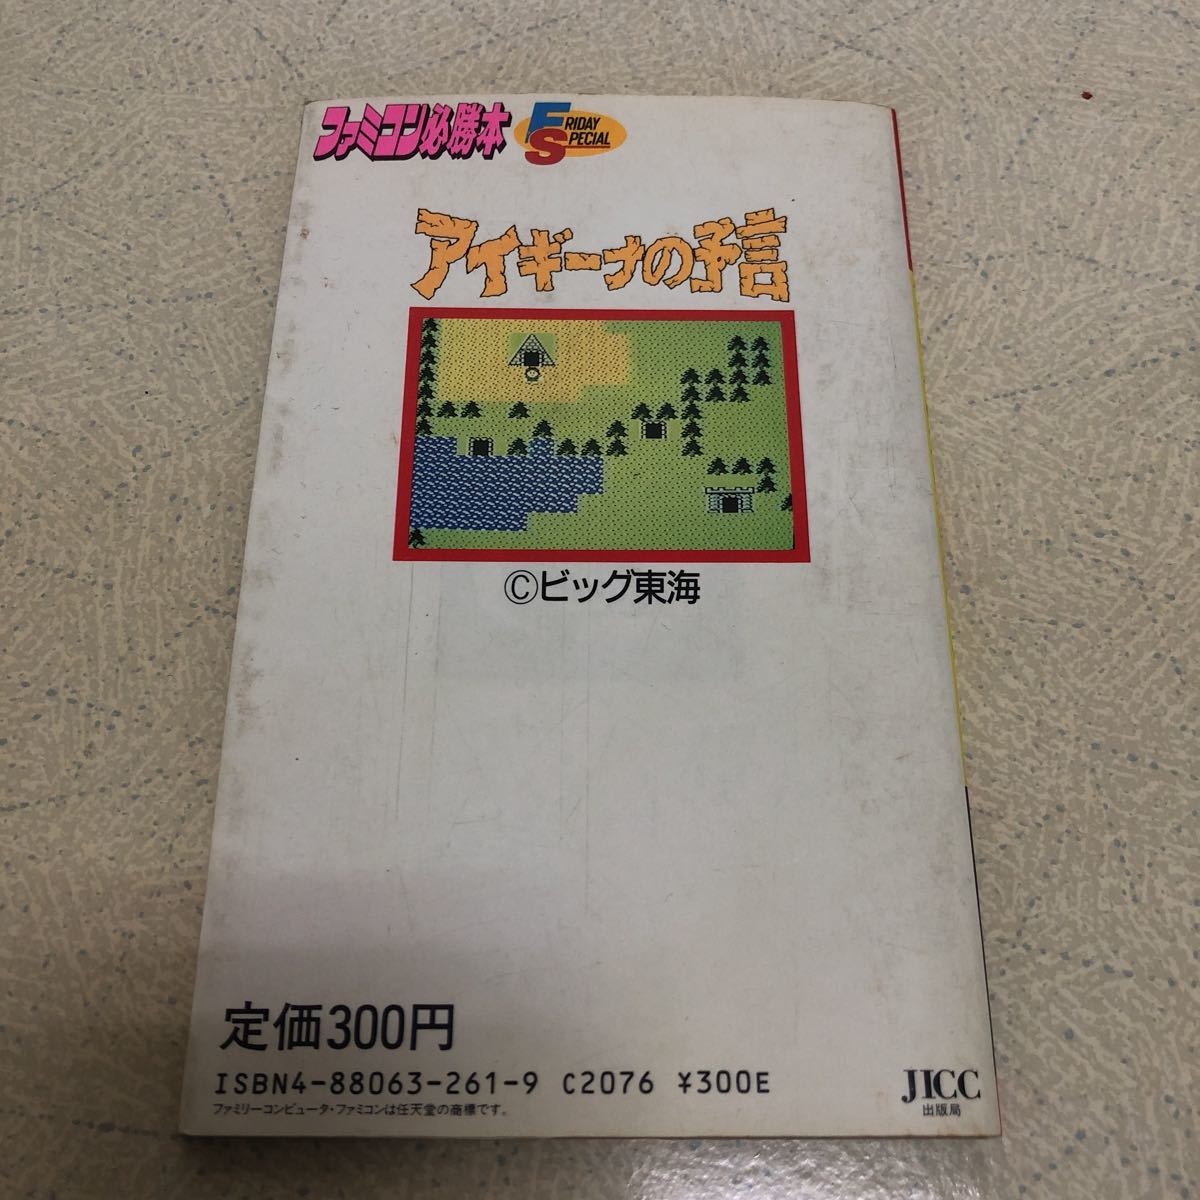 ファミコン必勝本
FRIDAY
SPECIAL
アイギーナの予言
©ビッグ東海
定価300円
ISBN4-88063-261-9 C2076 ¥300E
ファミリーコンピュータ・ファミコンは任天堂の商標です。
JICC
出版局